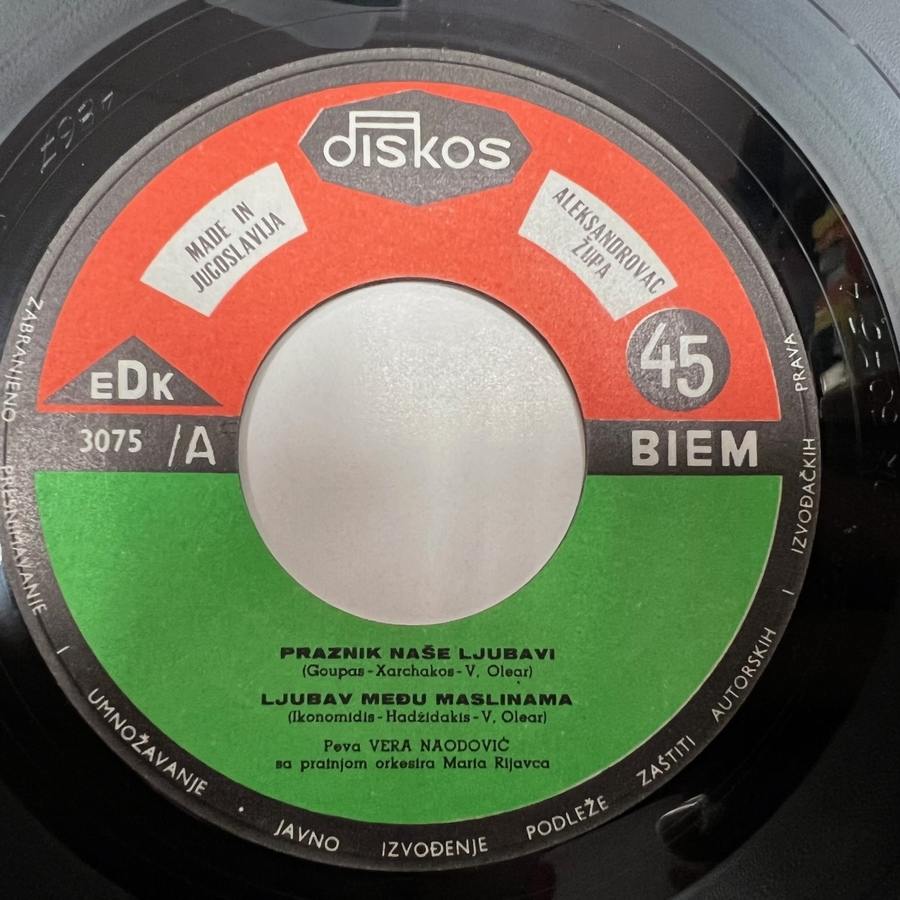 diskos
MADE IN
JUGOSLAVIJA
ALEKSANDROVAC
ŽUPA
45
EDK
3075 /A
BIEM
PRAZNIK NAŠE LJUBAVI
(Goupas-Xarchakos-V, Olear)
LJUBAV MEĐU MASLINAMA
(Ikonomidis-Hadžidakis-V, Olear)
Peva VERA NAODOVIĆ
sa prainjom orkesira Maria Rijavca
ZABRANJENO PRESNIMAVANJE I UMNOŽAVANJE · JAVNO IZVOĐENJE PODLEŽE ZAŠTITI AUTORSKIH I IZVOĐAČKIH PRAVA